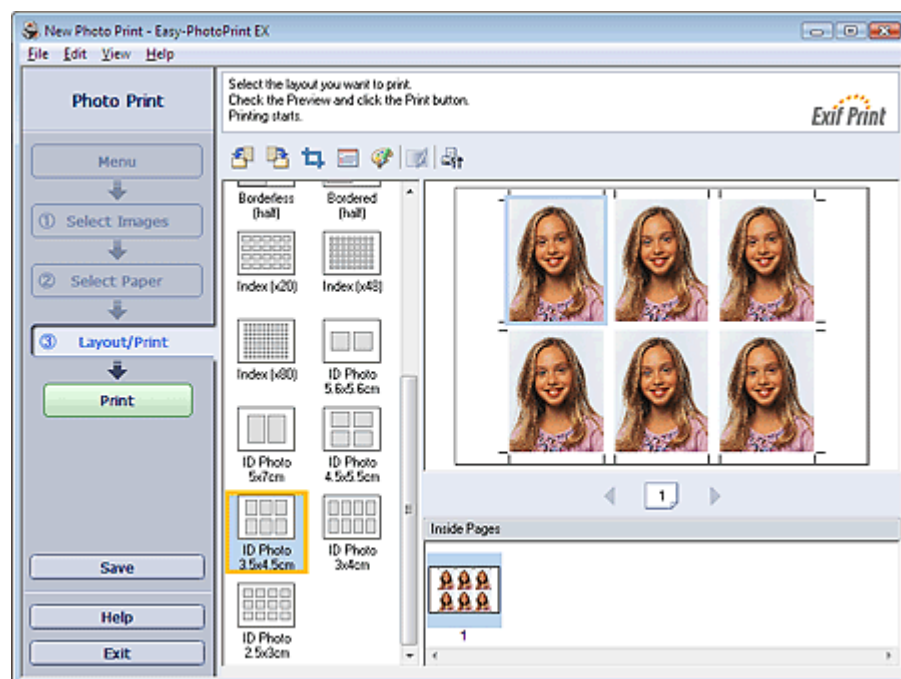 New Photo Print - Easy-PhotoPrint EX
File Edit View Help
Photo Print
Select the layout you want to print.
Check the Preview and click the Print button.
Printing starts.
Exif Print
Menu
① Select Images
② Select Paper
③ Layout/Print
Print
Save
Help
Exit
Borderless (half)
Bordered (half)
Index (x20)
Index (x48)
Index (x80)
ID Photo 5.6x5.6cm
ID Photo 5x7cm
ID Photo 4.5x5.5cm
ID Photo 3.5x4.5cm
ID Photo 3x4cm
ID Photo 2.5x3cm
1
Inside Pages
1